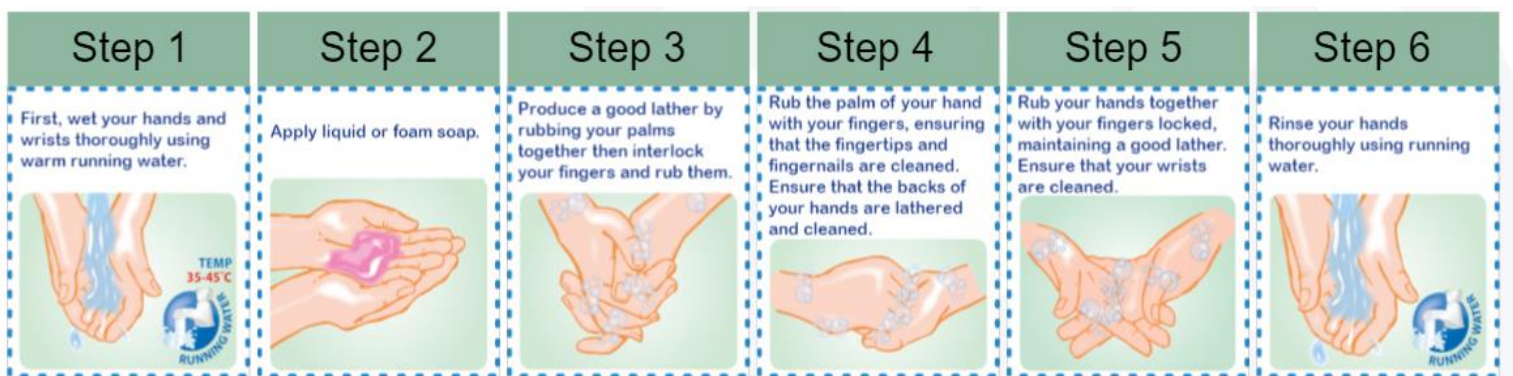 Step 1
First, wet your hands and
wrists thoroughly using
warm running water.
TEMP
35-45°C
RUNNING WATER
Step 2
Apply liquid or foam soap.
Step 3
Produce a good lather by
rubbing your palms
together then interlock
your fingers and rub them.
Step 4
Rub the palm of your hand
with your fingers, ensuring
that the fingertips and
fingernails are cleaned.
Ensure that the backs of
your hands are lathered
and cleaned.
Step 5
Rub your hands together
with your fingers locked,
maintaining a good lather.
Ensure that your wrists
are cleaned.
Step 6
Rinse your hands
thoroughly using running
water.
RUNNING WATER